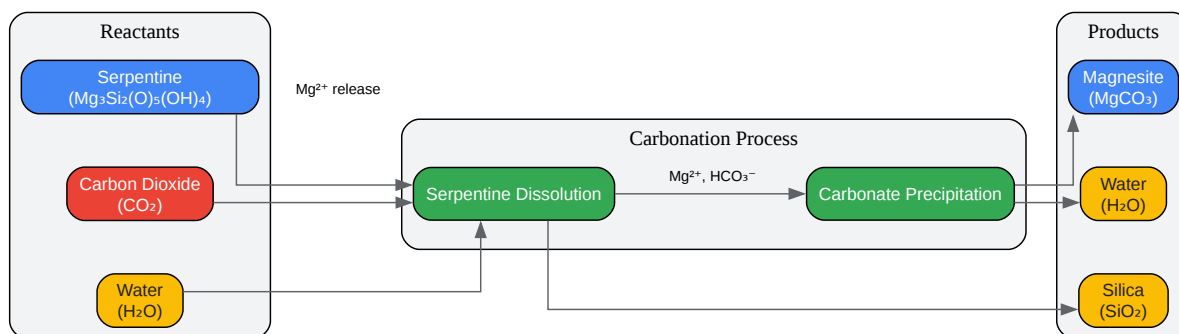 Reactants
Serpentine
(Mg₃Si₂(O)₅(OH)₄)
Carbon Dioxide
(CO₂)
Water
(H₂O)
Mg²⁺ release
Carbonation Process
Serpentine Dissolution
Mg²⁺, HCO₃⁻
Carbonate Precipitation
Products
Magnesite
(MgCO₃)
Water
(H₂O)
Silica
(SiO₂)